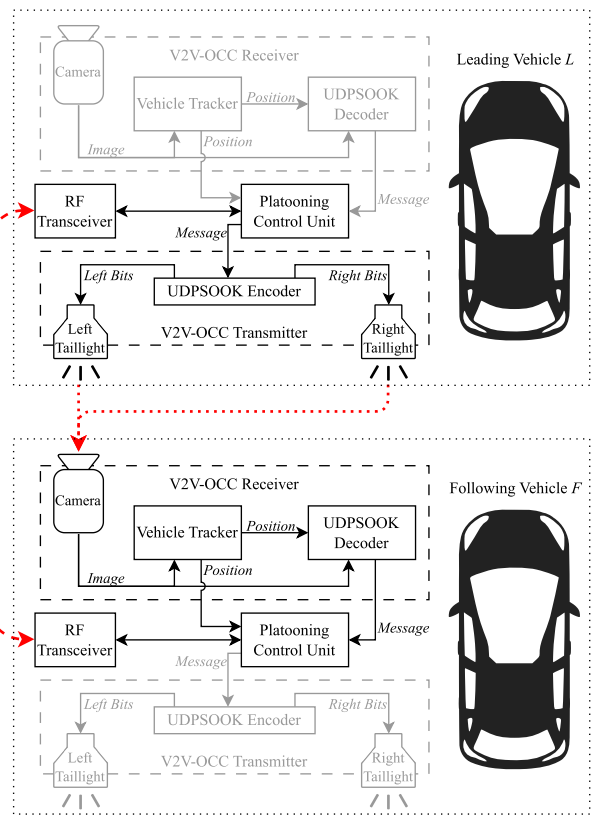 V2V-OCC Receiver
Leading Vehicle L
Camera
Vehicle Tracker
Position
UDPSOOK
Decoder
Image
Position
Message
RF
Transceiver
Platooning
Control Unit
Message
Left Bits
Right Bits
UDPSOOK Encoder
Left
Taillight
V2V-OCC Transmitter
Right
Taillight
V2V-OCC Receiver
Following Vehicle F
Camera
Vehicle Tracker
Position
UDPSOOK
Decoder
Image
Position
Message
RF
Transceiver
Platooning
Control Unit
Message
Left Bits
Right Bits
UDPSOOK Encoder
Left
Taillight
V2V-OCC Transmitter
Right
Taillight